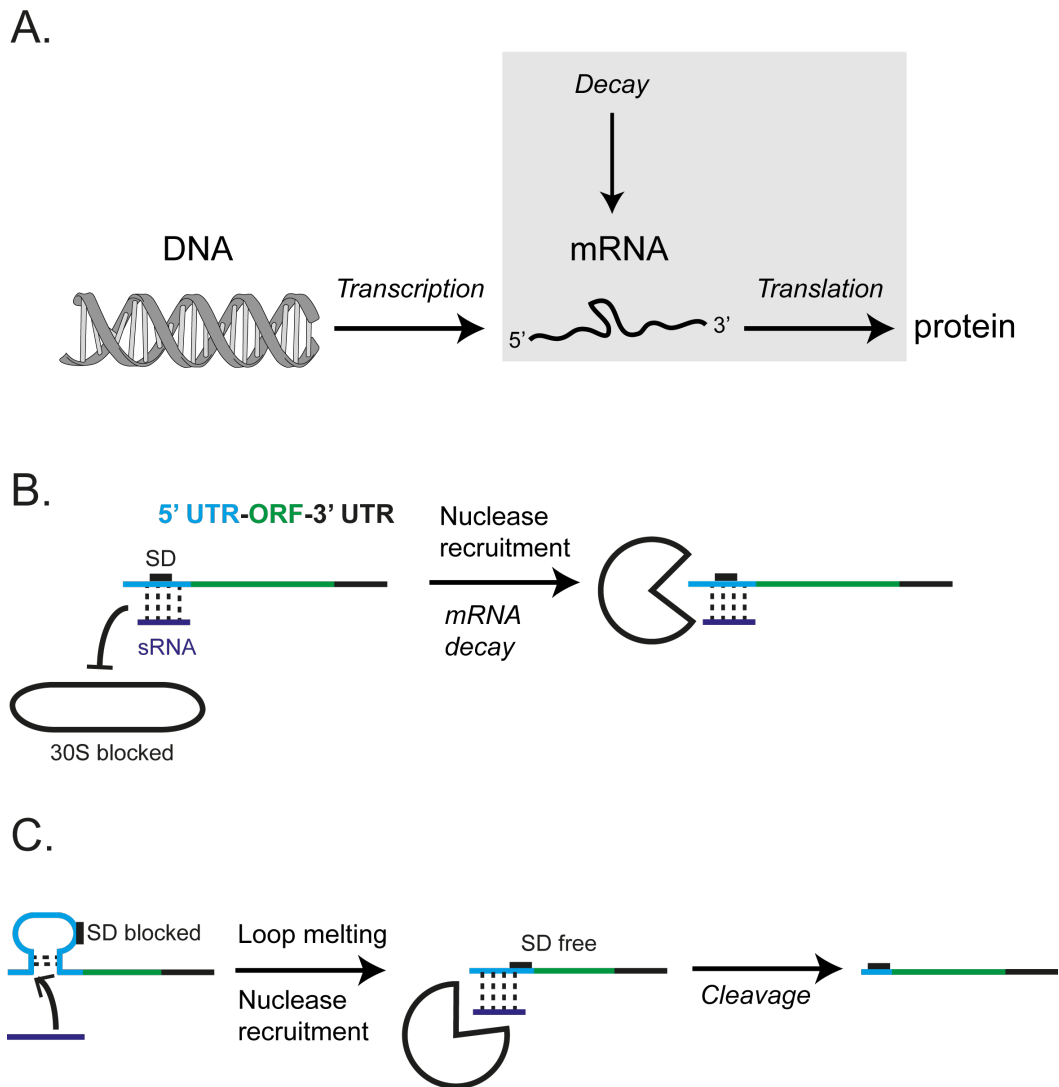 A.
Decay
DNA
mRNA
Transcription
Translation
5’
3’
protein
B.
5’ UTR-ORF-3’ UTR
SD
sRNA
30S blocked
Nuclease
recruitment
mRNA
decay
C.
SD blocked
Loop melting
Nuclease
recruitment
SD free
Cleavage